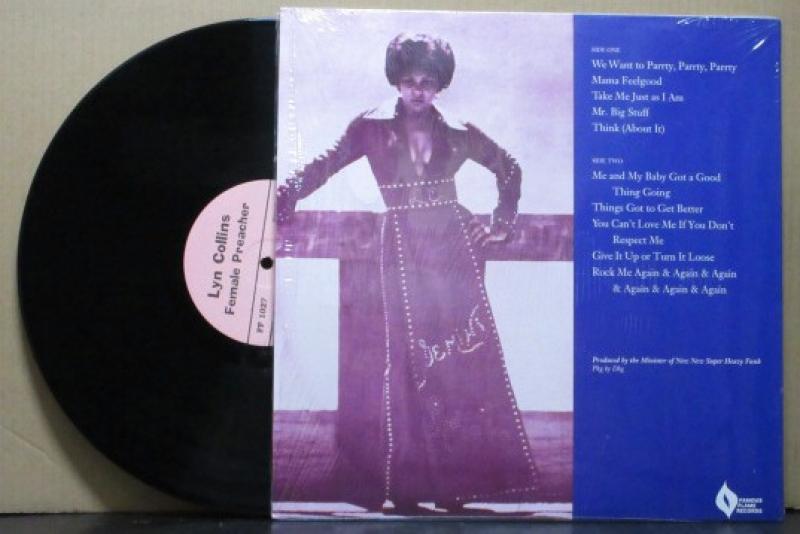 Lyn Collins
Female Preacher
FF 1027
SIDE ONE
We Want to Parrty, Parrty, Parrty
Mama Feelgood
Take Me Just as I Am
Mr. Big Stuff
Think (About It)
SIDE TWO
Me and My Baby Got a Good
Thing Going
Things Got to Get Better
You Can't Love Me If You Don't
Respect Me
Give It Up or Turn It Loose
Rock Me Again & Again & Again
& Again & Again & Again
Produced by the Minister of New New Super Heavy Funk
Pkg by Dkg
FAMOUS
FLAME
RECORDS